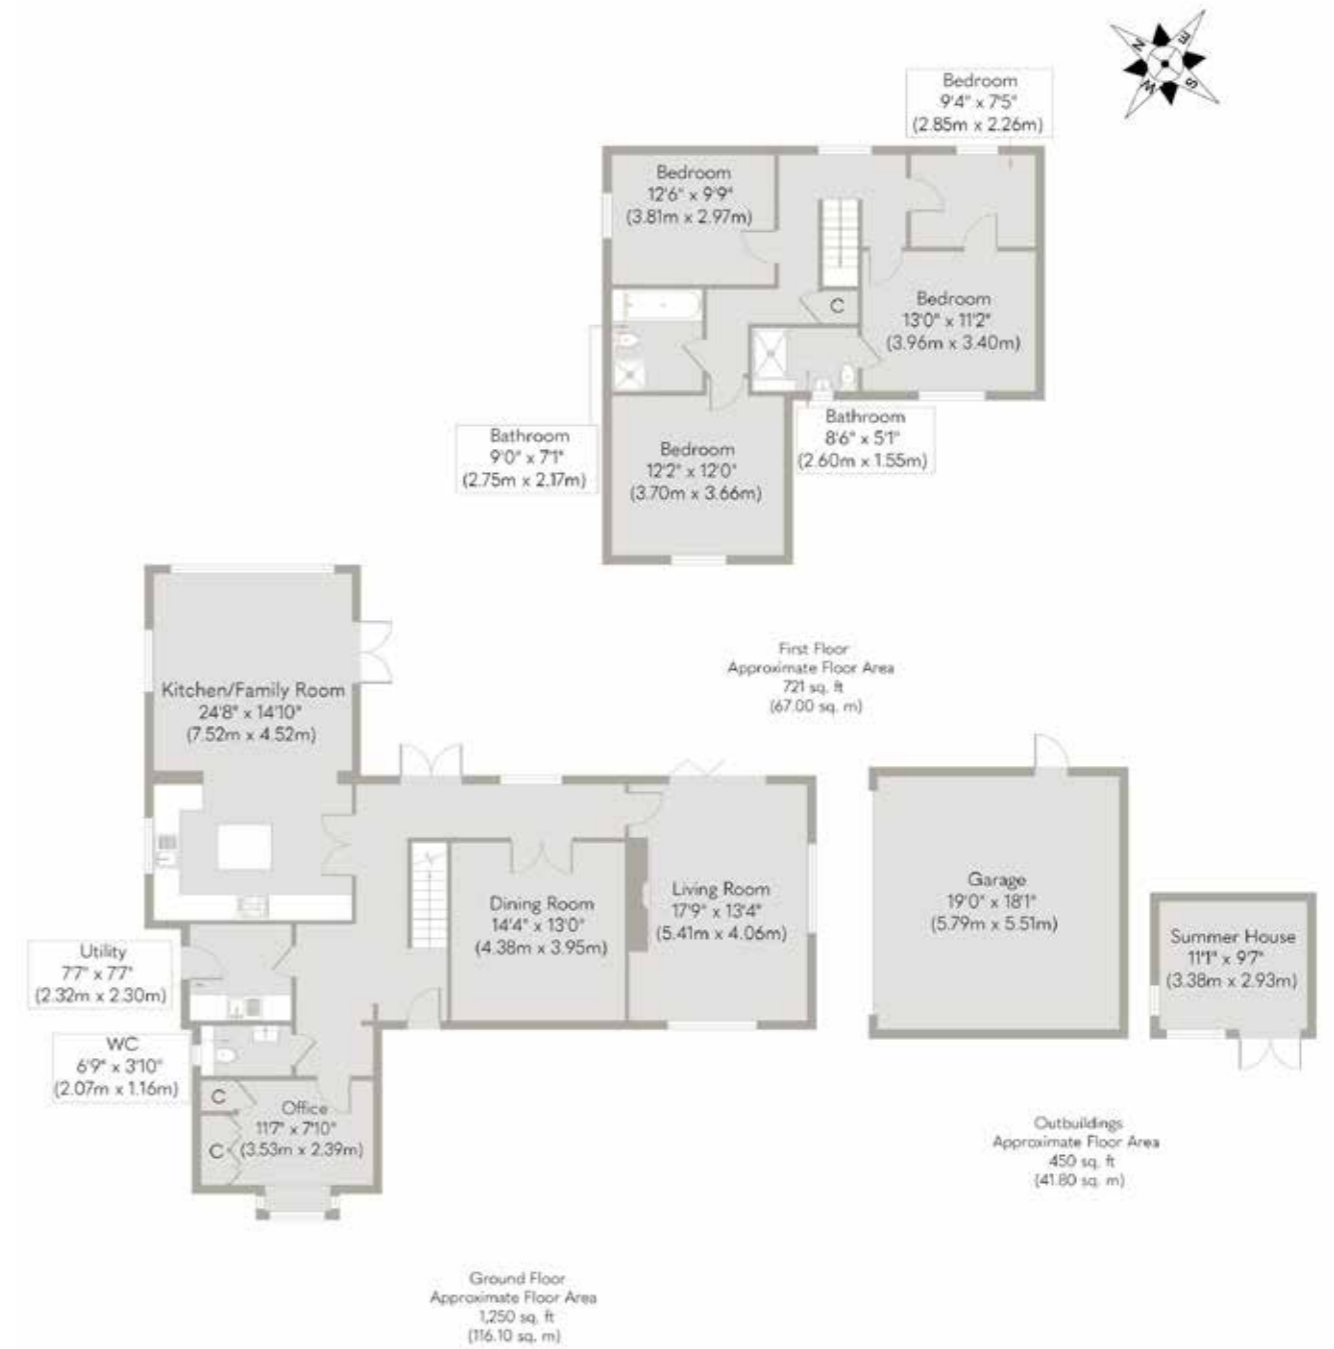 N
E
W
S
Bedroom
9'4" x 7'5"
(2.85m x 2.26m)
Bedroom
12'6" x 9'9"
(3.81m x 2.97m)
C
Bedroom
13'0" x 11'2"
(3.96m x 3.40m)
Bathroom
9'0" x 7'1"
(2.75m x 2.17m)
Bathroom
8'6" x 5'1"
(2.60m x 1.55m)
Bedroom
12'2" x 12'0"
(3.70m x 3.66m)
First Floor
Approximate Floor Area
721 sq. ft
(67.00 sq. m)
Kitchen/Family Room
24'8" x 14'10"
(7.52m x 4.52m)
Dining Room
14'4" x 13'0"
(4.38m x 3.95m)
Living Room
17'9" x 13'4"
(5.41m x 4.06m)
Garage
19'0" x 18'1"
(5.79m x 5.51m)
Summer House
11'1" x 9'7"
(3.38m x 2.93m)
Utility
7'7" x 7'7"
(2.32m x 2.30m)
WC
6'9" x 3'10"
(2.07m x 1.16m)
C
C
Office
11'7" x 7'10"
(3.53m x 2.39m)
Outbuildings
Approximate Floor Area
450 sq. ft
(41.80 sq. m)
Ground Floor
Approximate Floor Area
1,250 sq. ft
(116.10 sq. m)